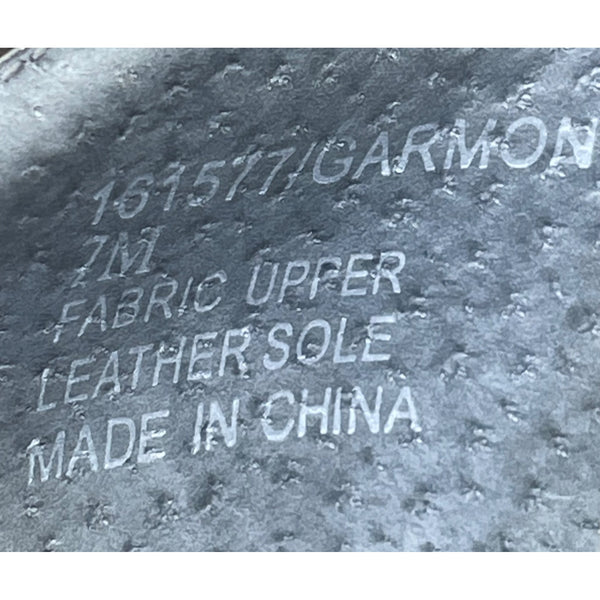 161577/GARMON
7M
FABRIC UPPER
LEATHER SOLE
MADE IN CHINA